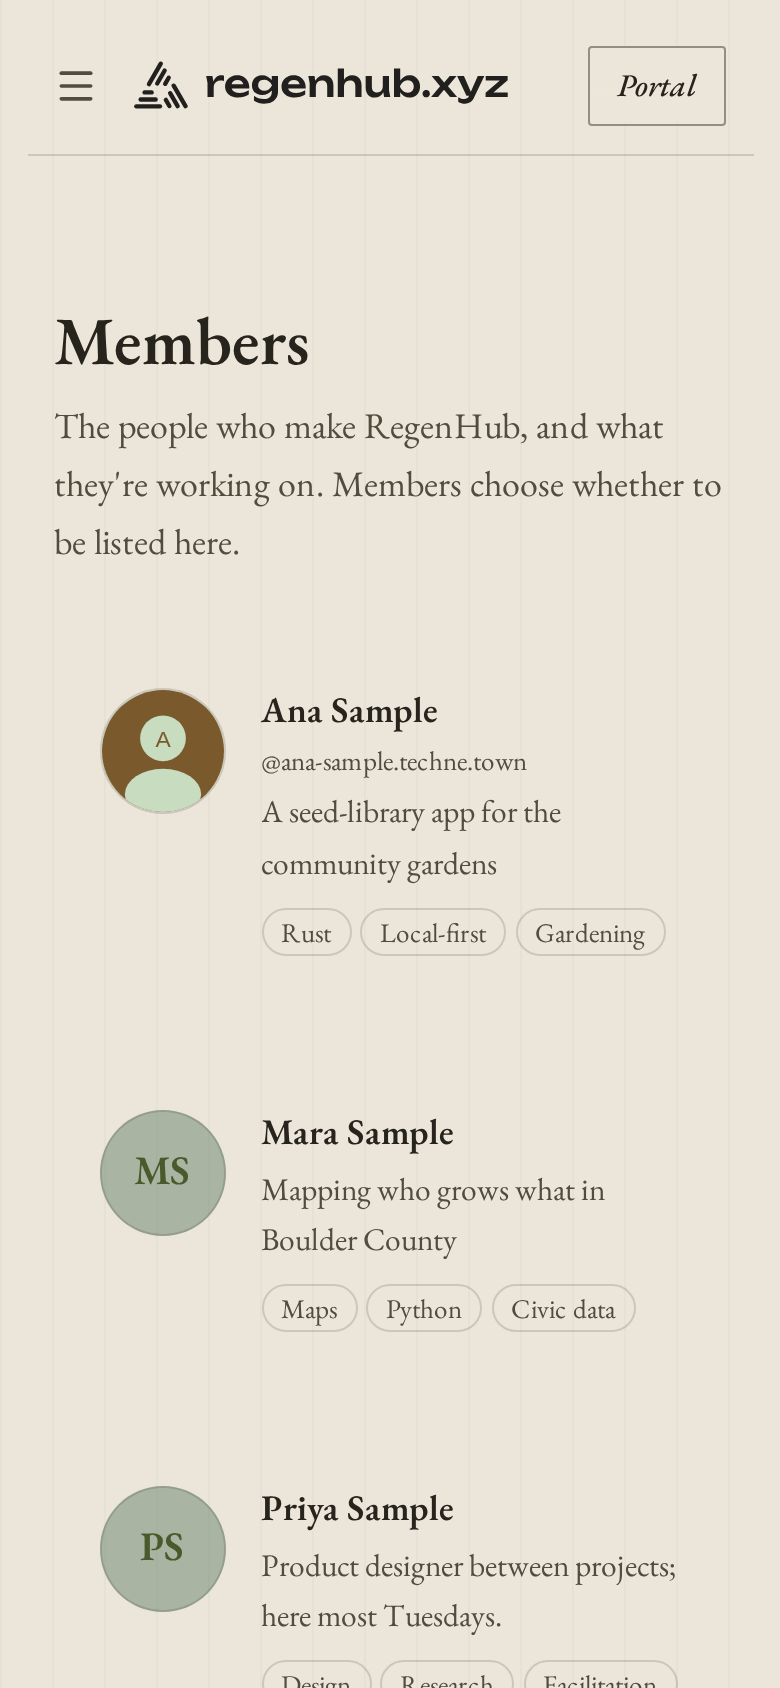 regenhub.xyz
Portal
Members
The people who make RegenHub, and what
they're working on. Members choose whether to
be listed here.
A
Ana Sample
@ana-sample.techne.town
A seed-library app for the
community gardens
Rust Local-first Gardening
MS
Mara Sample
Mapping who grows what in
Boulder County
Maps Python Civic data
PS
Priya Sample
Product designer between projects;
here most Tuesdays.
Design Research Facilitation